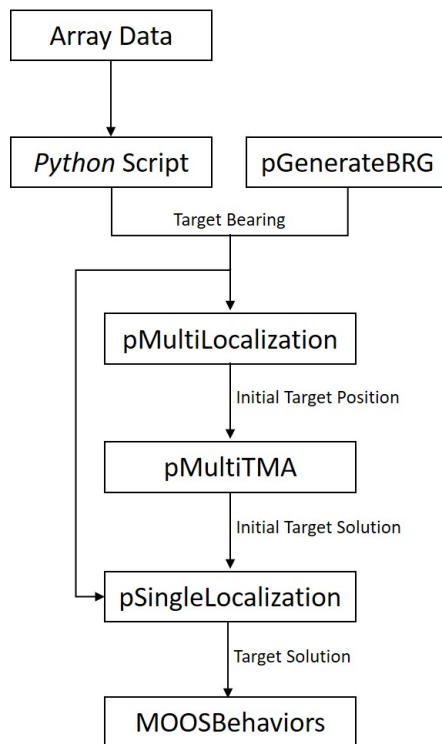 Array Data
Python Script
pGenerateBRG
Target Bearing
pMultiLocalization
Initial Target Position
pMultiTMA
Initial Target Solution
pSingleLocalization
Target Solution
MOOSBehaviors